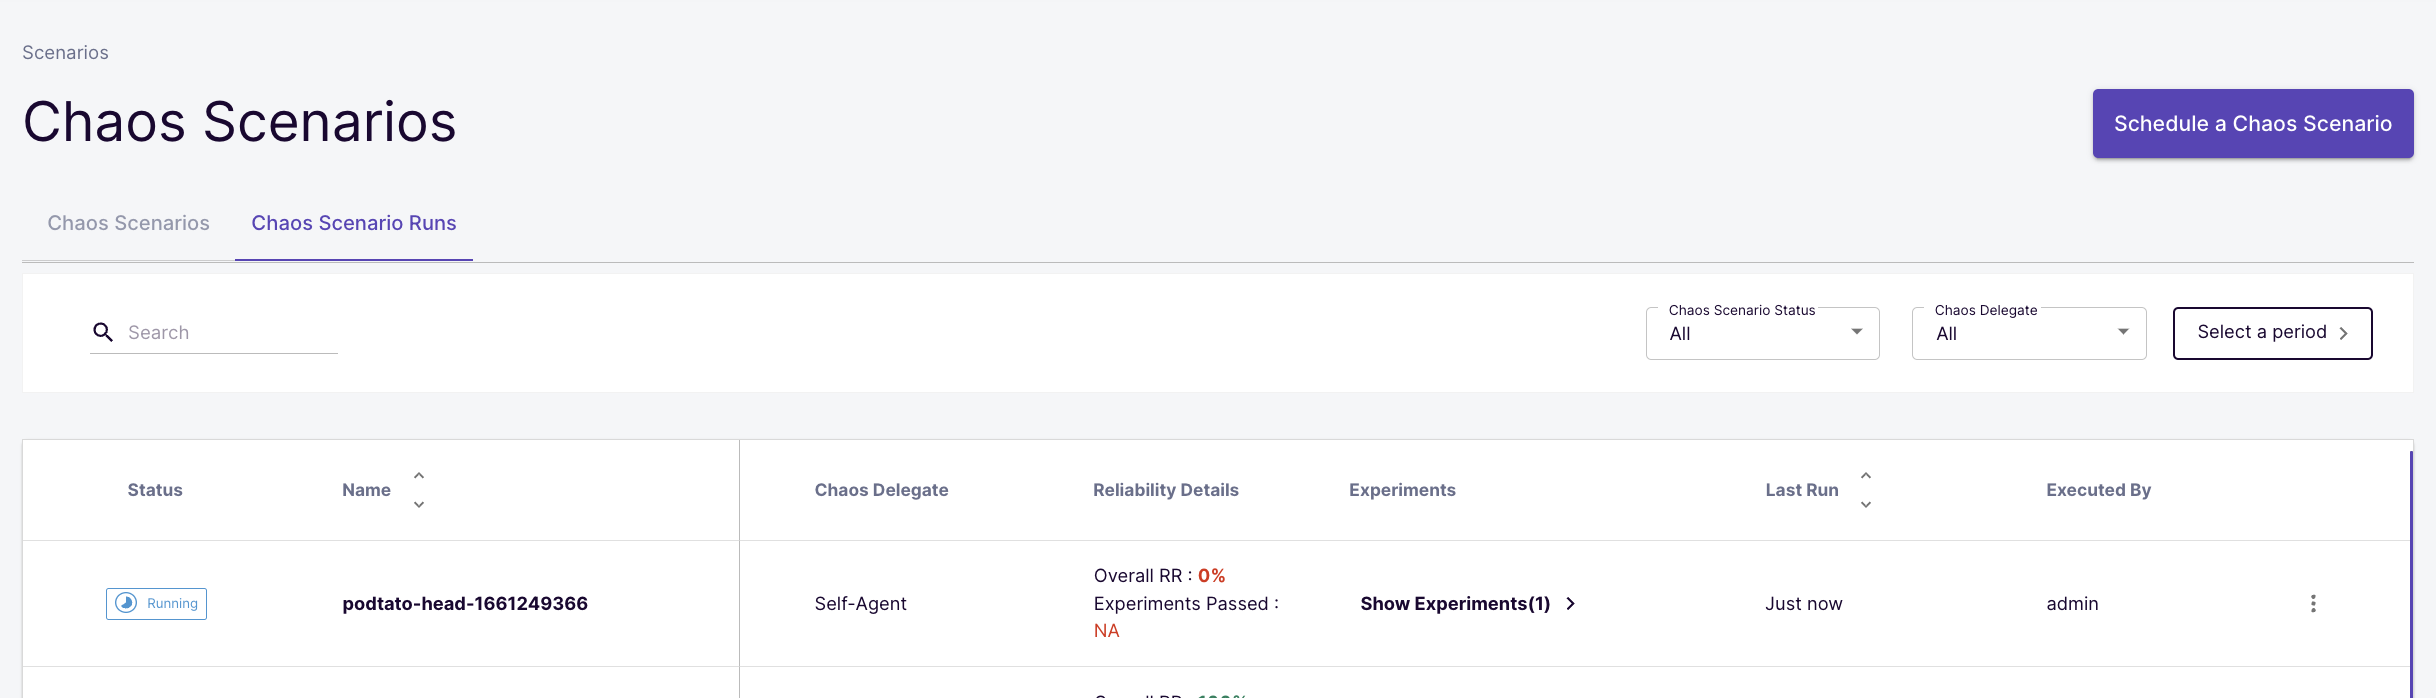 Scenarios
Chaos Scenarios
Schedule a Chaos Scenario
Chaos Scenarios
Chaos Scenario Runs
Search
Chaos Scenario Status
All
Chaos Delegate
All
Select a period
Status
Name
Chaos Delegate
Reliability Details
Experiments
Last Run
Executed By
Running
podtato-head-1661249366
Self-Agent
Overall RR : 0%
Experiments Passed :
NA
Show Experiments(1)
Just now
admin